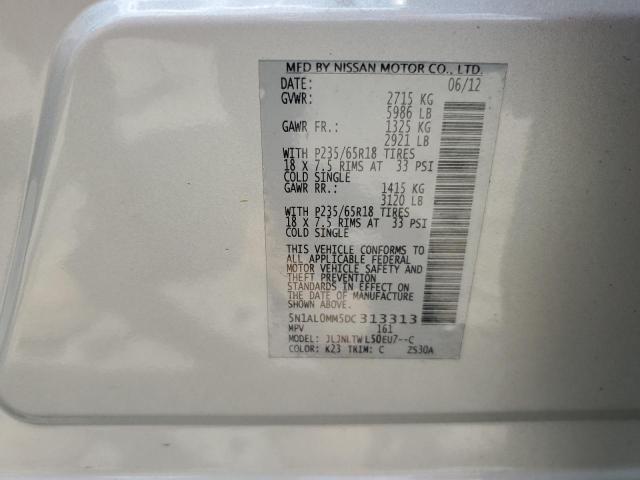 MFD BY NISSAN MOTOR CO., LTD.
DATE: 06/12
GVWR: 2715 KG
5986 LB
GAWR FR.: 1325 KG
2921 LB
WITH P235/65R18 TIRES
18 X 7.5 RIMS AT 33 PSI
COLD SINGLE
GAWR RR.: 1415 KG
3120 LB
WITH P235/65R18 TIRES
18 X 7.5 RIMS AT 33 PSI
COLD SINGLE
THIS VEHICLE CONFORMS TO
ALL APPLICABLE FEDERAL
MOTOR VEHICLE SAFETY AND
THEFT PREVENTION
STANDARDS IN EFFECT ON
THE DATE OF MANUFACTURE
SHOWN ABOVE.
5N1AL0MM5DC313313
MPV 161
MODEL: JLJNLTWL50EU7--C
COLOR: K23 TRIM: C ZS30A